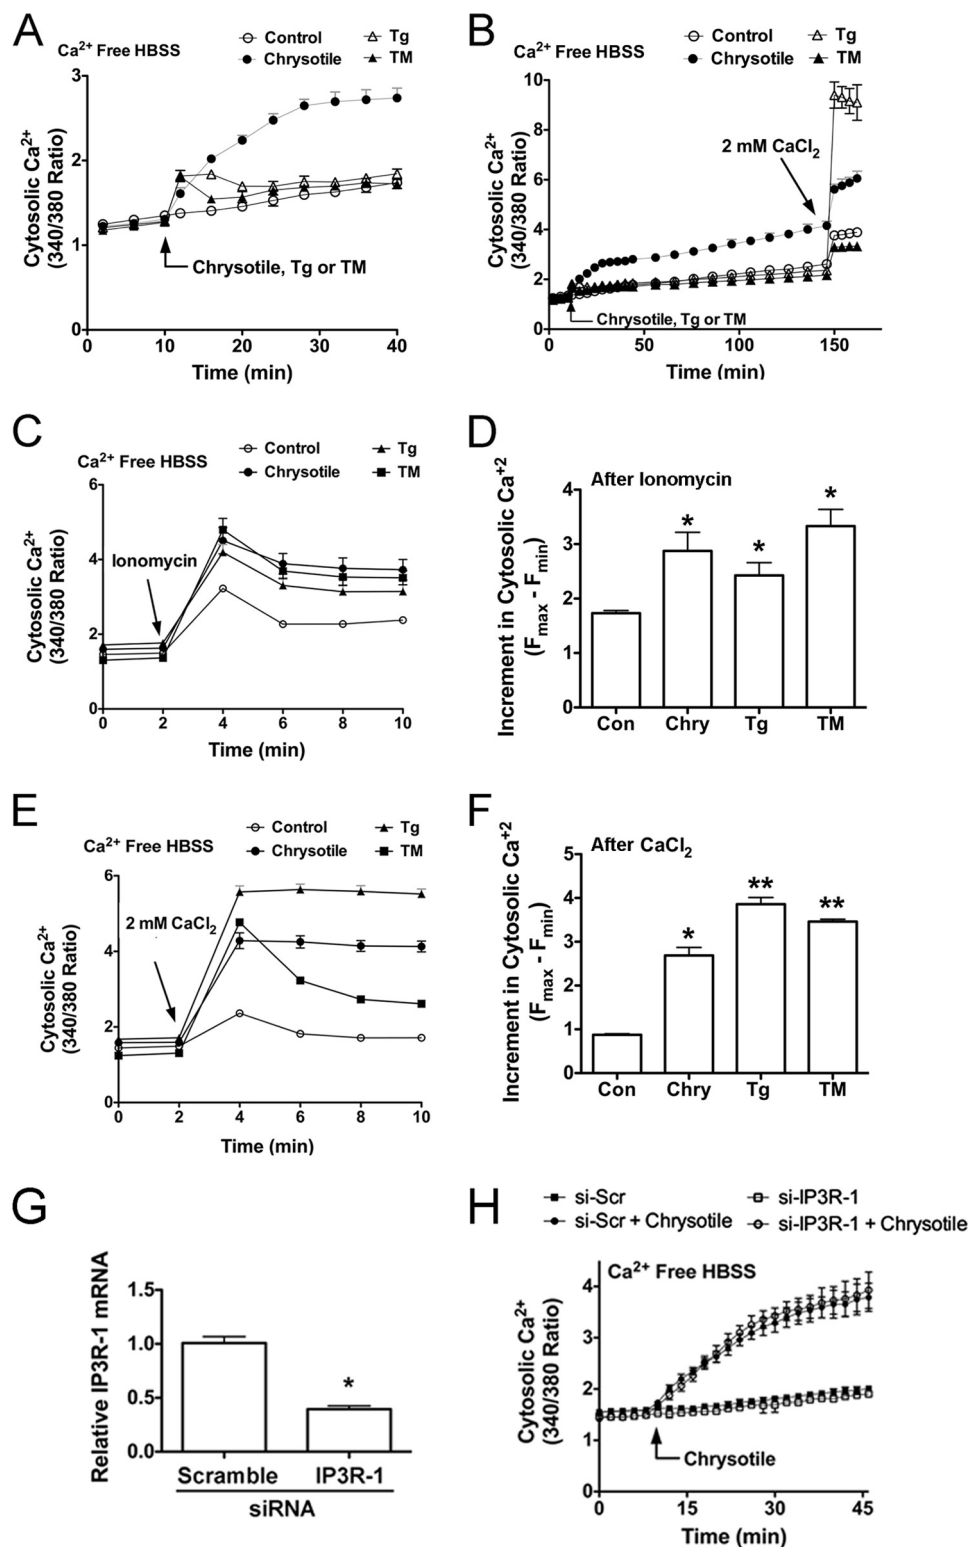 A
Ca²⁺ Free HBSS
Control
Chrysotile
Tg
TM
Cytosolic Ca²⁺
(340/380 Ratio)
3
2
1
0
Chrysotile, Tg or TM
0 10 20 30 40
Time (min)
B
Ca²⁺ Free HBSS
Control
Chrysotile
Tg
TM
Cytosolic Ca²⁺
(340/380 Ratio)
10
8
6
4
2
0
2 mM CaCl₂
Chrysotile, Tg or TM
0 50 100 150
Time (min)
C
Ca²⁺ Free HBSS
Control
Chrysotile
Tg
TM
Cytosolic Ca²⁺
(340/380 Ratio)
6
4
2
0
Ionomycin
0 2 4 6 8 10
Time (min)
D
After Ionomycin
Increment in Cytosolic Ca⁺²
(Fmax - Fmin)
4
3
2
1
0
* * *
Con Chry Tg TM
E
Ca²⁺ Free HBSS
Control
Chrysotile
Tg
TM
Cytosolic Ca²⁺
(340/380 Ratio)
6
4
2
0
2 mM CaCl₂
0 2 4 6 8 10
Time (min)
F
After CaCl₂
Increment in Cytosolic Ca⁺²
(Fmax - Fmin)
5
4
3
2
1
0
* ** **
Con Chry Tg TM
G
Relative IP3R-1 mRNA
1.5
1.0
0.5
0.0
*
Scramble IP3R-1
siRNA
H
si-Scr
si-Scr + Chrysotile
si-IP3R-1
si-IP3R-1 + Chrysotile
Ca²⁺ Free HBSS
Cytosolic Ca²⁺
(340/380 Ratio)
4
3
2
1
0
Chrysotile
0 15 30 45
Time (min)